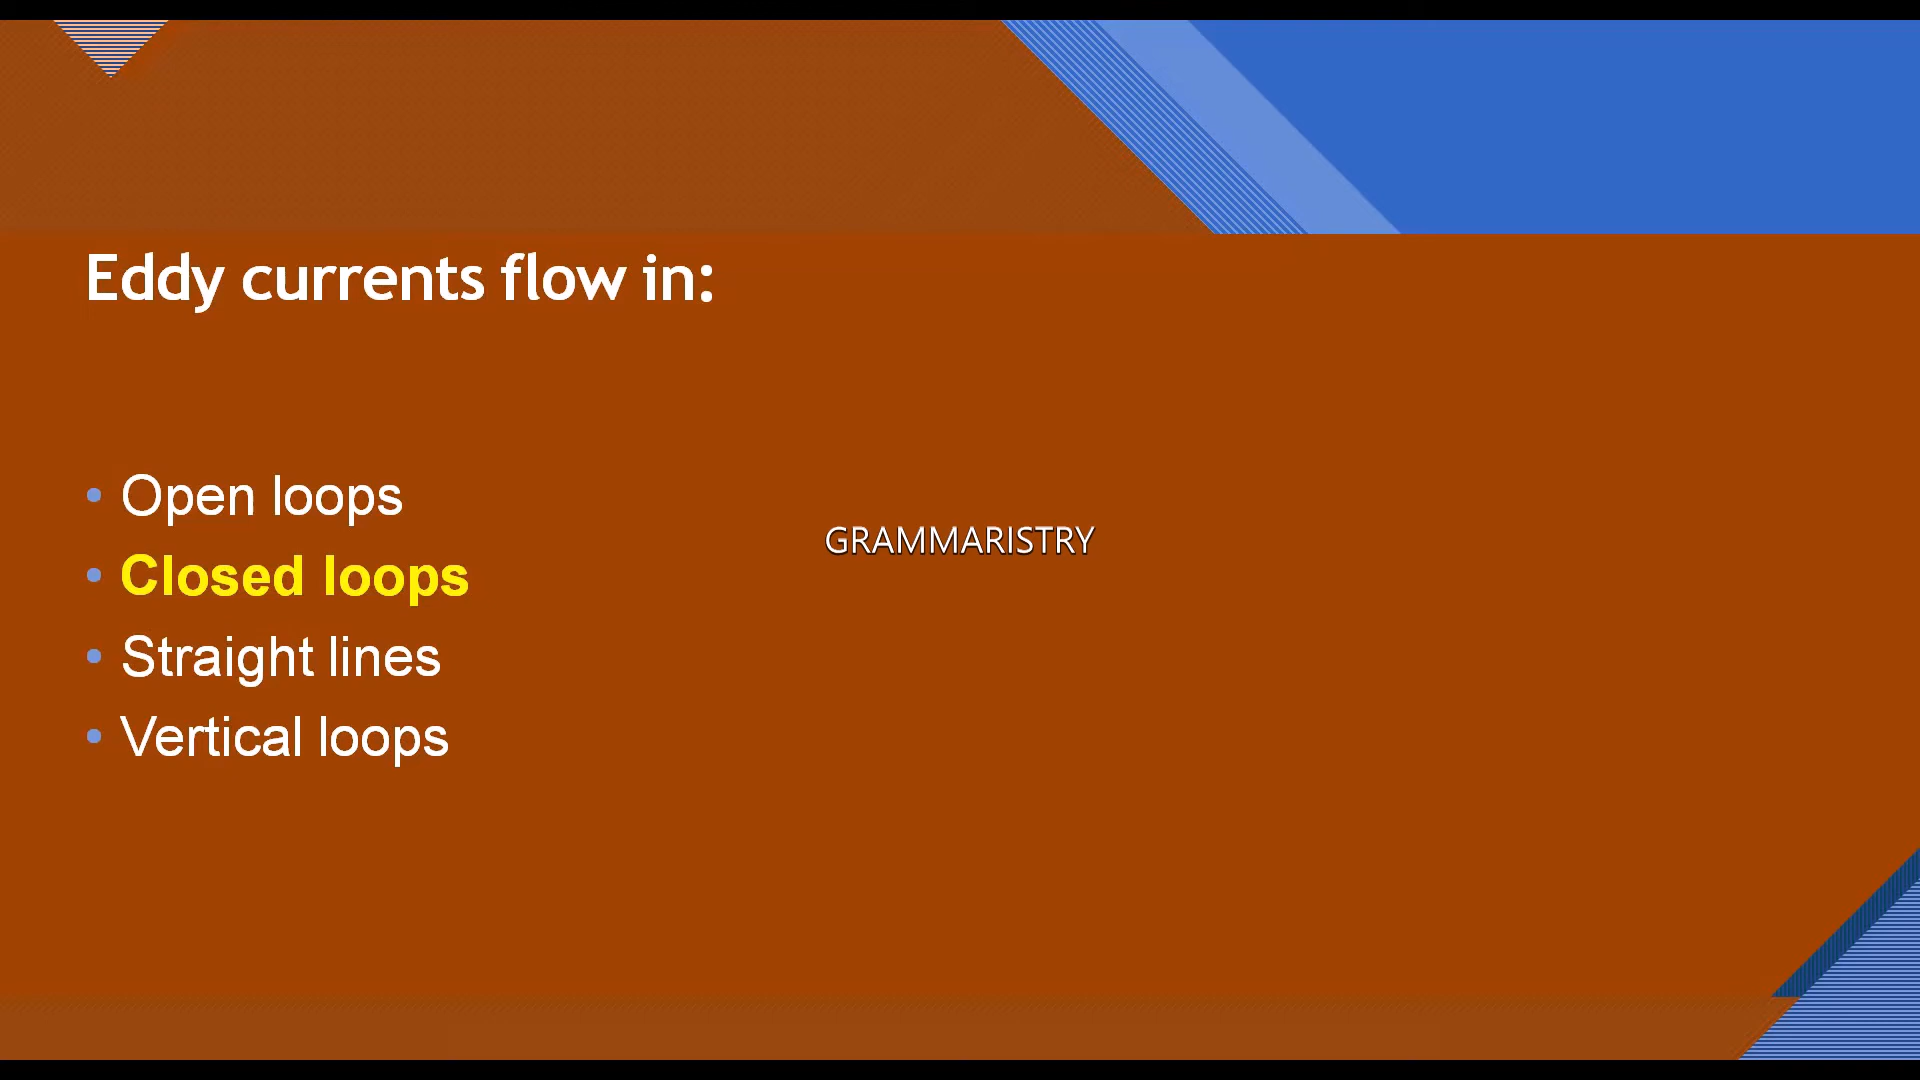 Eddy currents flow in:
• Open loops
• Closed loops
• Straight lines
• Vertical loops
GRAMMARISTRY